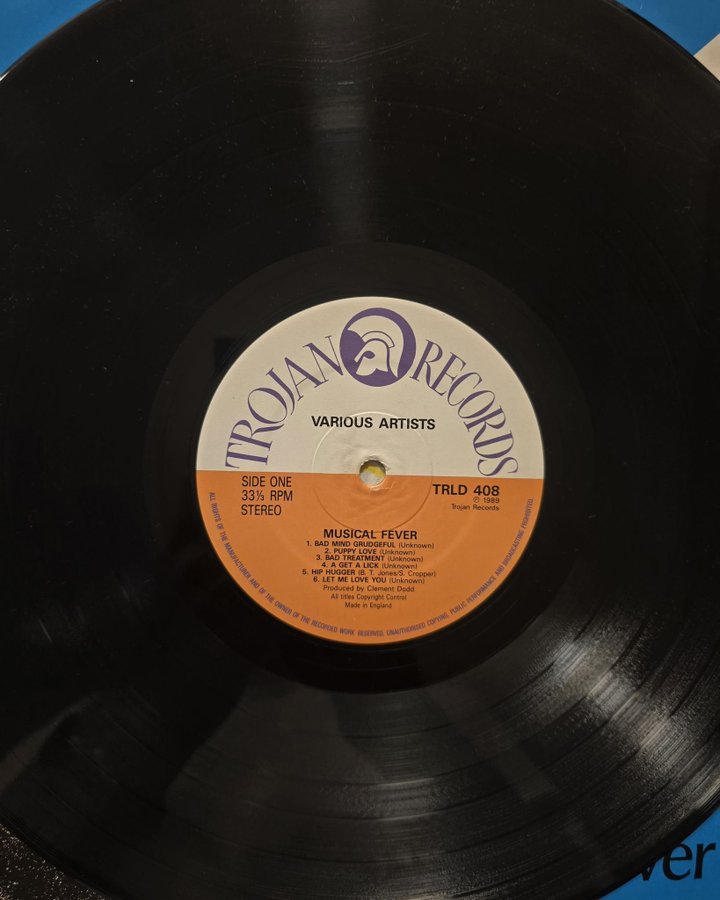 TROJAN RECORDS
VARIOUS ARTISTS
SIDE ONE
33⅓ RPM
STEREO
TRLD 408
℗ 1989
Trojan Records
MUSICAL FEVER
1. BAD MIND GRUDGEFUL (Unknown)
2. PUPPY LOVE (Unknown)
3. BAD TREATMENT (Unknown)
4. A GET A LICK (Unknown)
5. HIP HUGGER (B. T. Jones/S. Cropper)
6. LET ME LOVE YOU (Unknown)
Produced by Clement Dodd
All titles Copyright Control
Made in England
ALL RIGHTS OF THE MANUFACTURER AND OF THE OWNER OF THE RECORDED WORK RESERVED. UNAUTHORISED COPYING, PUBLIC PERFORMANCE AND BROADCASTING PROHIBITED.
ver